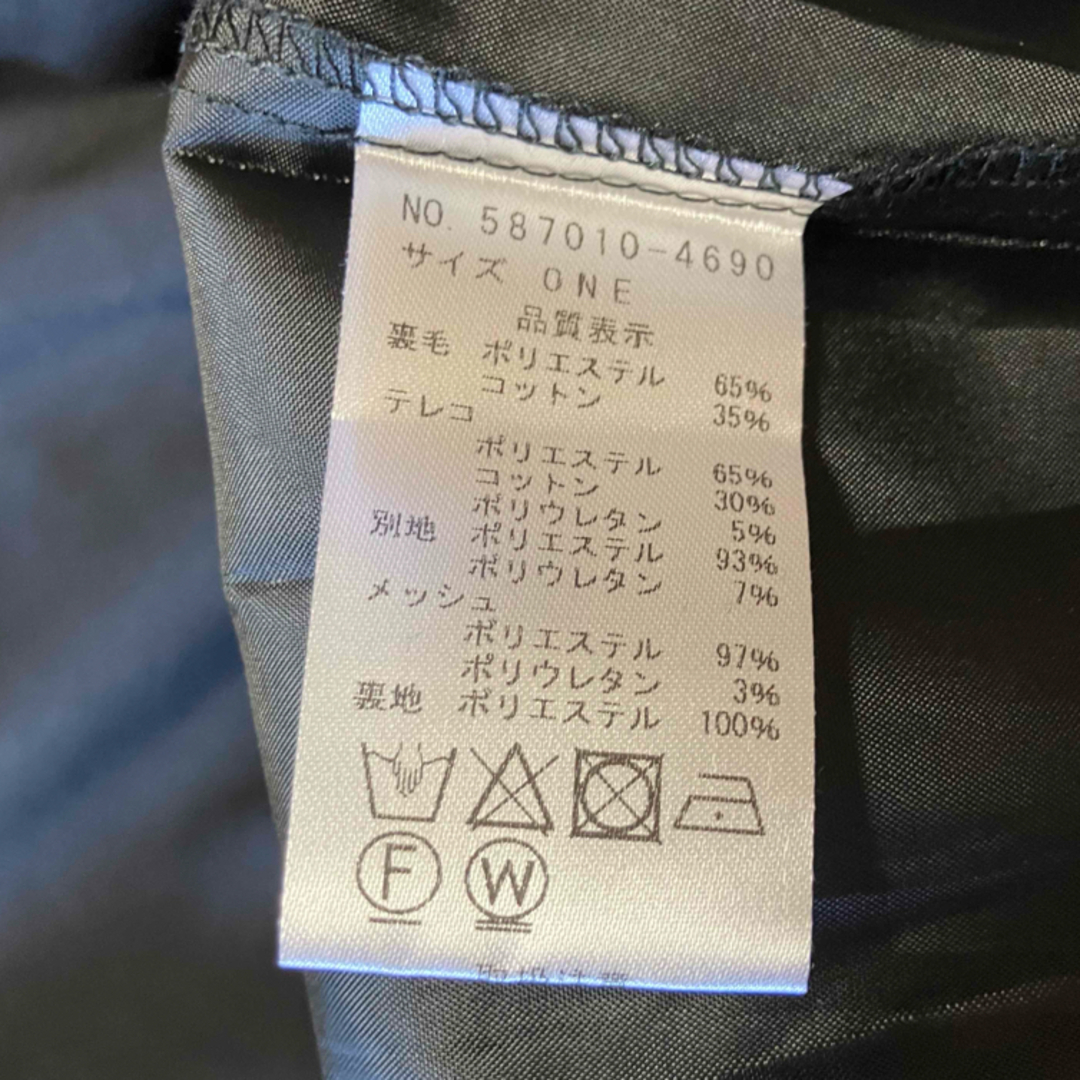 NO. 587010-4690
サイズ ONE
品質表示
裏毛 ポリエステル 65%
コットン 35%
テレコ
ポリエステル 65%
コットン 30%
ポリウレタン 5%
別地 ポリエステル 93%
ポリウレタン 7%
メッシュ
ポリエステル 97%
ポリウレタン 3%
裏地 ポリエステル 100%
F W